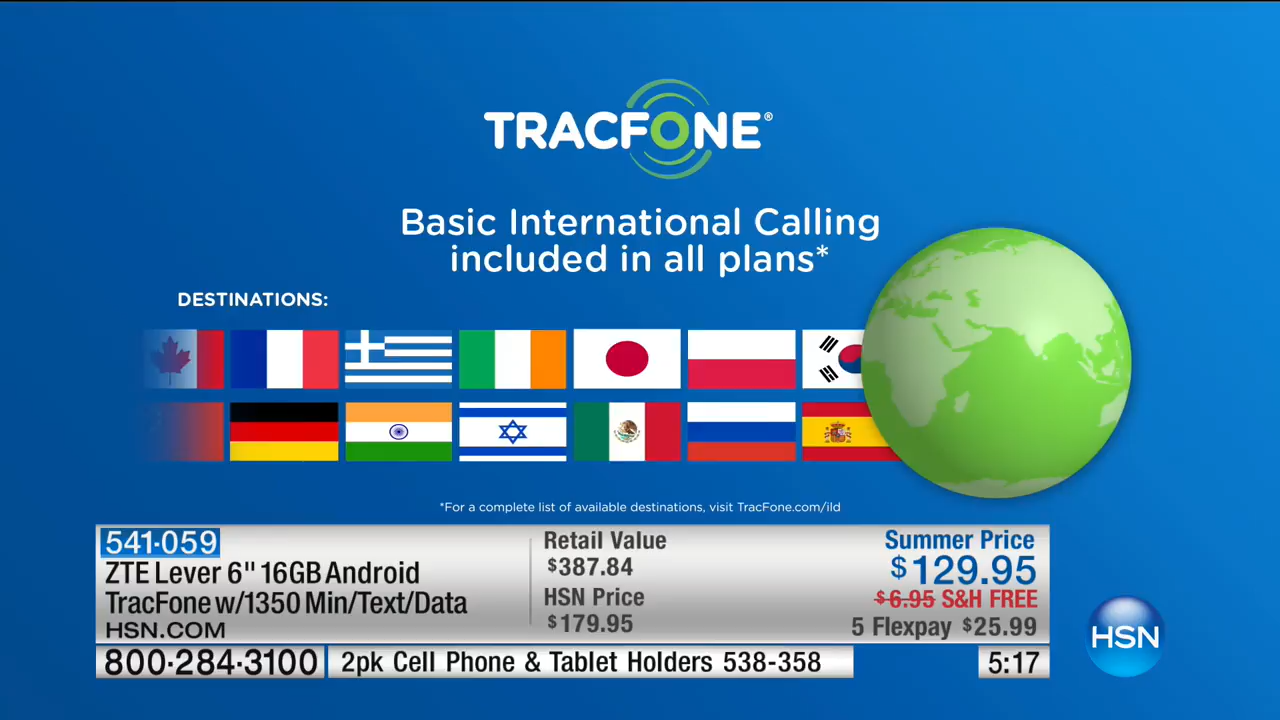 TRACFONE®
Basic International Calling
included in all plans*
DESTINATIONS:
*For a complete list of available destinations, visit TracFone.com/ild
541-059
ZTE Lever 6" 16GB Android
TracFone w/1350 Min/Text/Data
HSN.COM
Retail Value
$387.84
HSN Price
$179.95
Summer Price
$129.95
$6.95 S&H FREE
5 Flexpay $25.99
HSN
800-284-3100
2pk Cell Phone & Tablet Holders 538-358
5:17